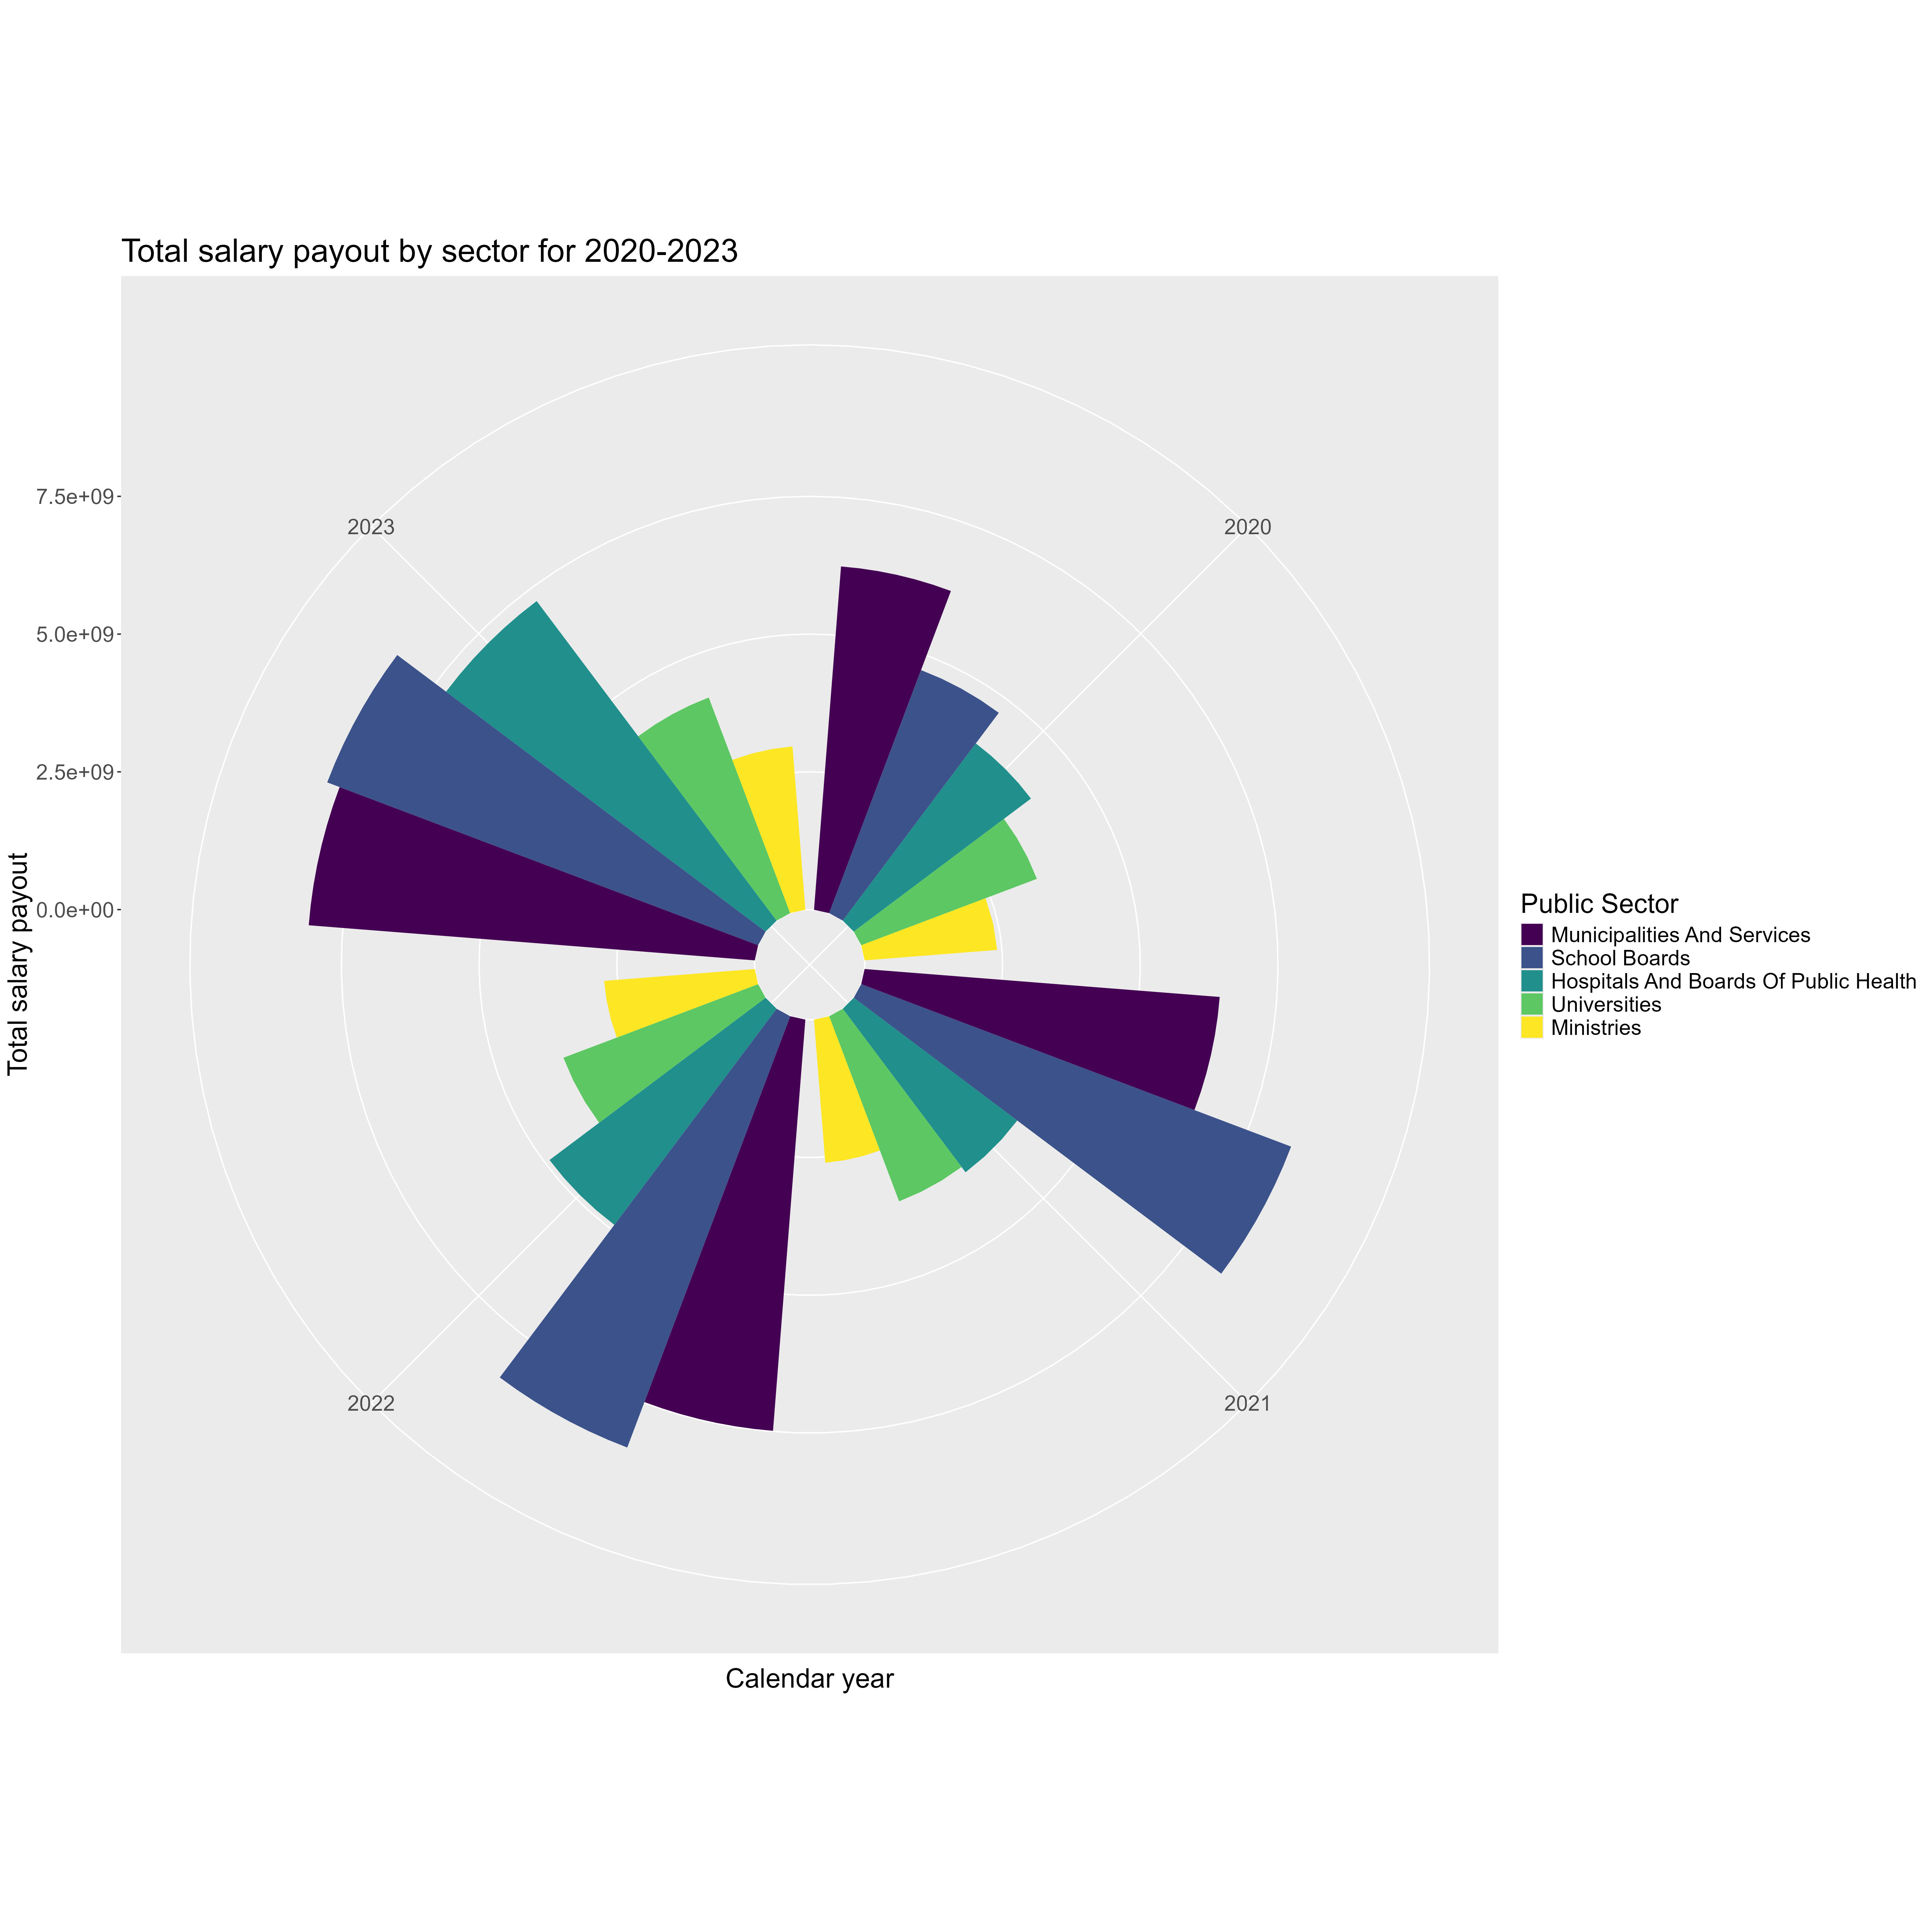 Total salary payout by sector for 2020-2023
7.5e+09
5.0e+09
2.5e+09
0.0e+00
Total salary payout
2023
2020
2022
2021
Calendar year
Public Sector
Municipalities And Services
School Boards
Hospitals And Boards Of Public Health
Universities
Ministries